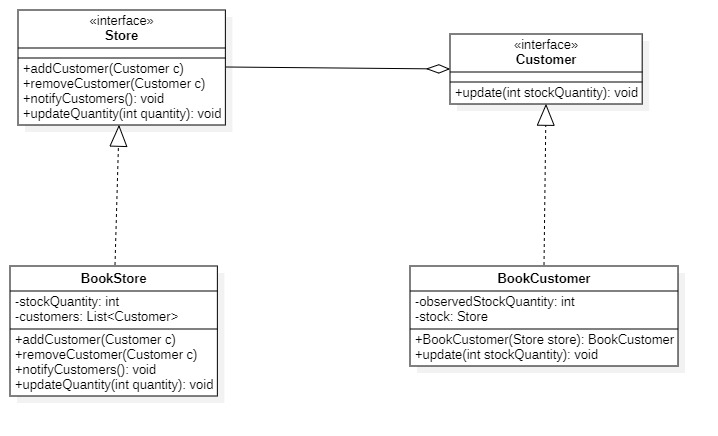 «interface»
Store
+addCustomer(Customer c)
+removeCustomer(Customer c)
+notifyCustomers(): void
+updateQuantity(int quantity): void
«interface»
Customer
+update(int stockQuantity): void
BookStore
-stockQuantity: int
-customers: List<Customer>
+addCustomer(Customer c)
+removeCustomer(Customer c)
+notifyCustomers(): void
+updateQuantity(int quantity): void
BookCustomer
-observedStockQuantity: int
-stock: Store
+BookCustomer(Store store): BookCustomer
+update(int stockQuantity): void